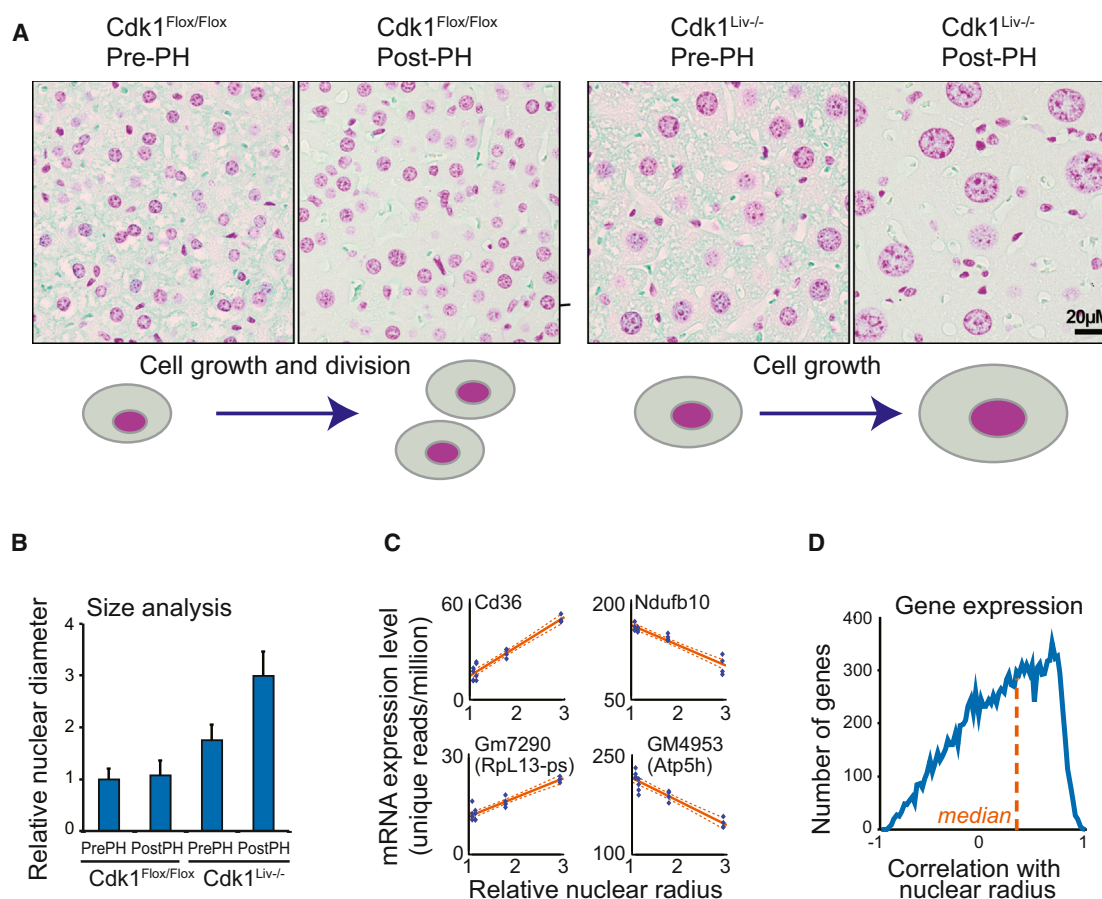 A
Cdk1Flox/Flox
Pre-PH
Cdk1Flox/Flox
Post-PH
Cdk1Liv-/-
Pre-PH
Cdk1Liv-/-
Post-PH
20µM
Cell growth and division
Cell growth
B
Size analysis
Relative nuclear diameter
5
4
3
2
1
0
PrePH PostPH PrePH PostPH
Cdk1Flox/Flox Cdk1Liv-/-
C
mRNA expression level
(unique reads/million)
60
Cd36
0
1 2 3
200
Ndufb10
50
1 2 3
30
Gm7290
(RpL13-ps)
0
1 2 3
250
GM4953
(Atp5h)
100
1 2 3
Relative nuclear radius
D
Gene expression
Number of genes
400
300
200
100
0
median
-1 0 1
Correlation with
nuclear radius